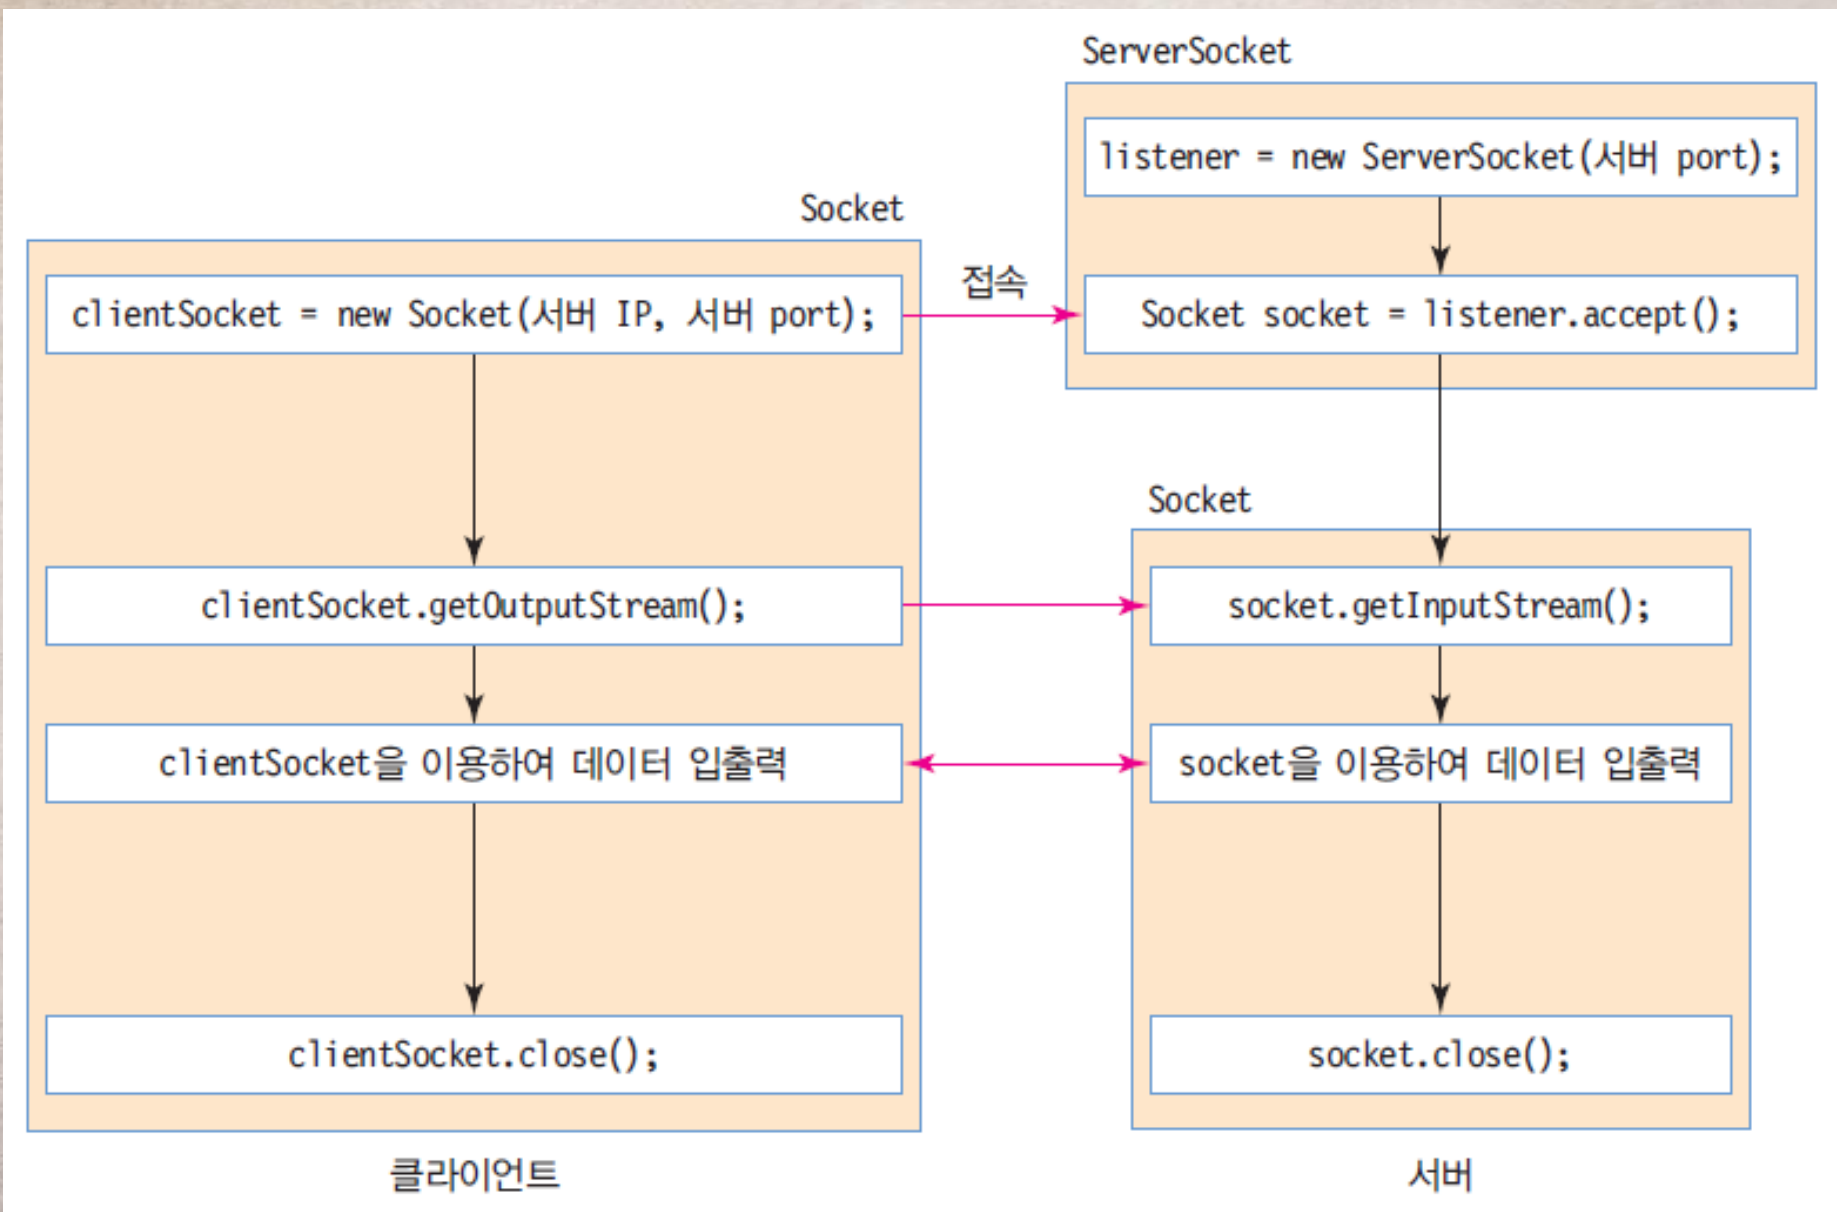 ServerSocket
listener = new ServerSocket(서버 port);
Socket
clientSocket = new Socket(서버 IP, 서버 port);
접속
Socket socket = listener.accept();
Socket
clientSocket.getOutputStream();
socket.getInputStream();
clientSocket을 이용하여 데이터 입출력
socket을 이용하여 데이터 입출력
clientSocket.close();
socket.close();
클라이언트
서버